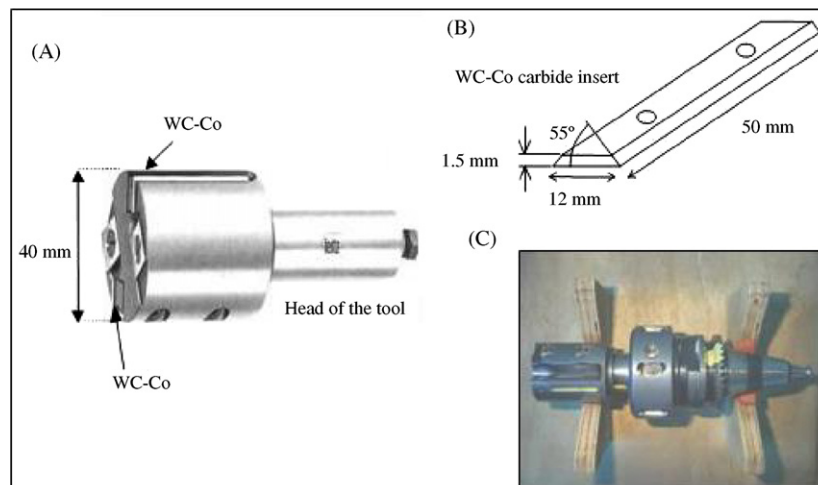 (A)
WC-Co
40 mm
Head of the tool
WC-Co
(B)
WC-Co carbide insert
55°
50 mm
1.5 mm
12 mm
(C)